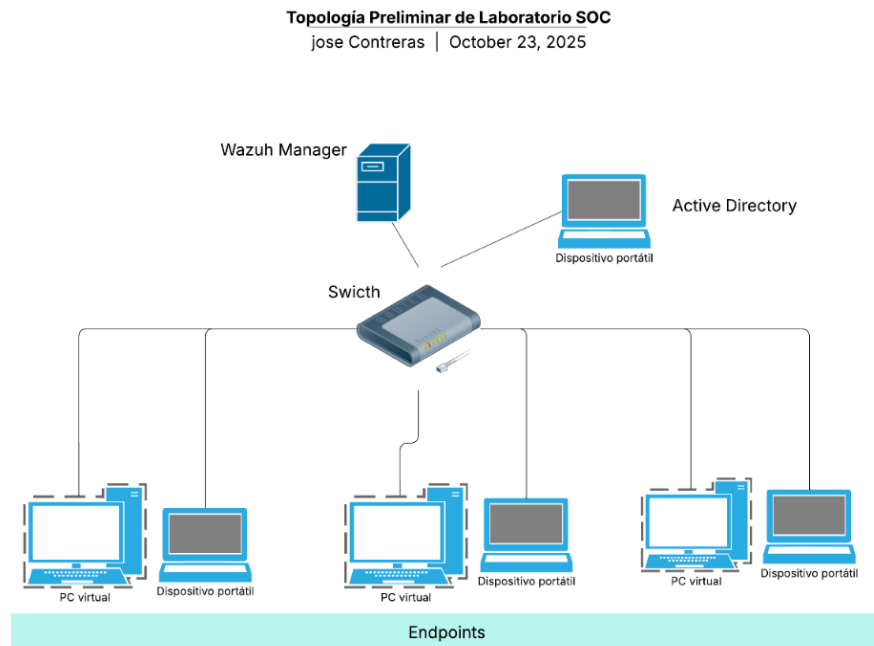 Topología Preliminar de Laboratorio SOC
jose Contreras | October 23, 2025
Wazuh Manager
Active Directory
Dispositivo portátil
Swicth
PC virtual
Dispositivo portátil
PC virtual
Dispositivo portátil
PC virtual
Dispositivo portátil
Endpoints